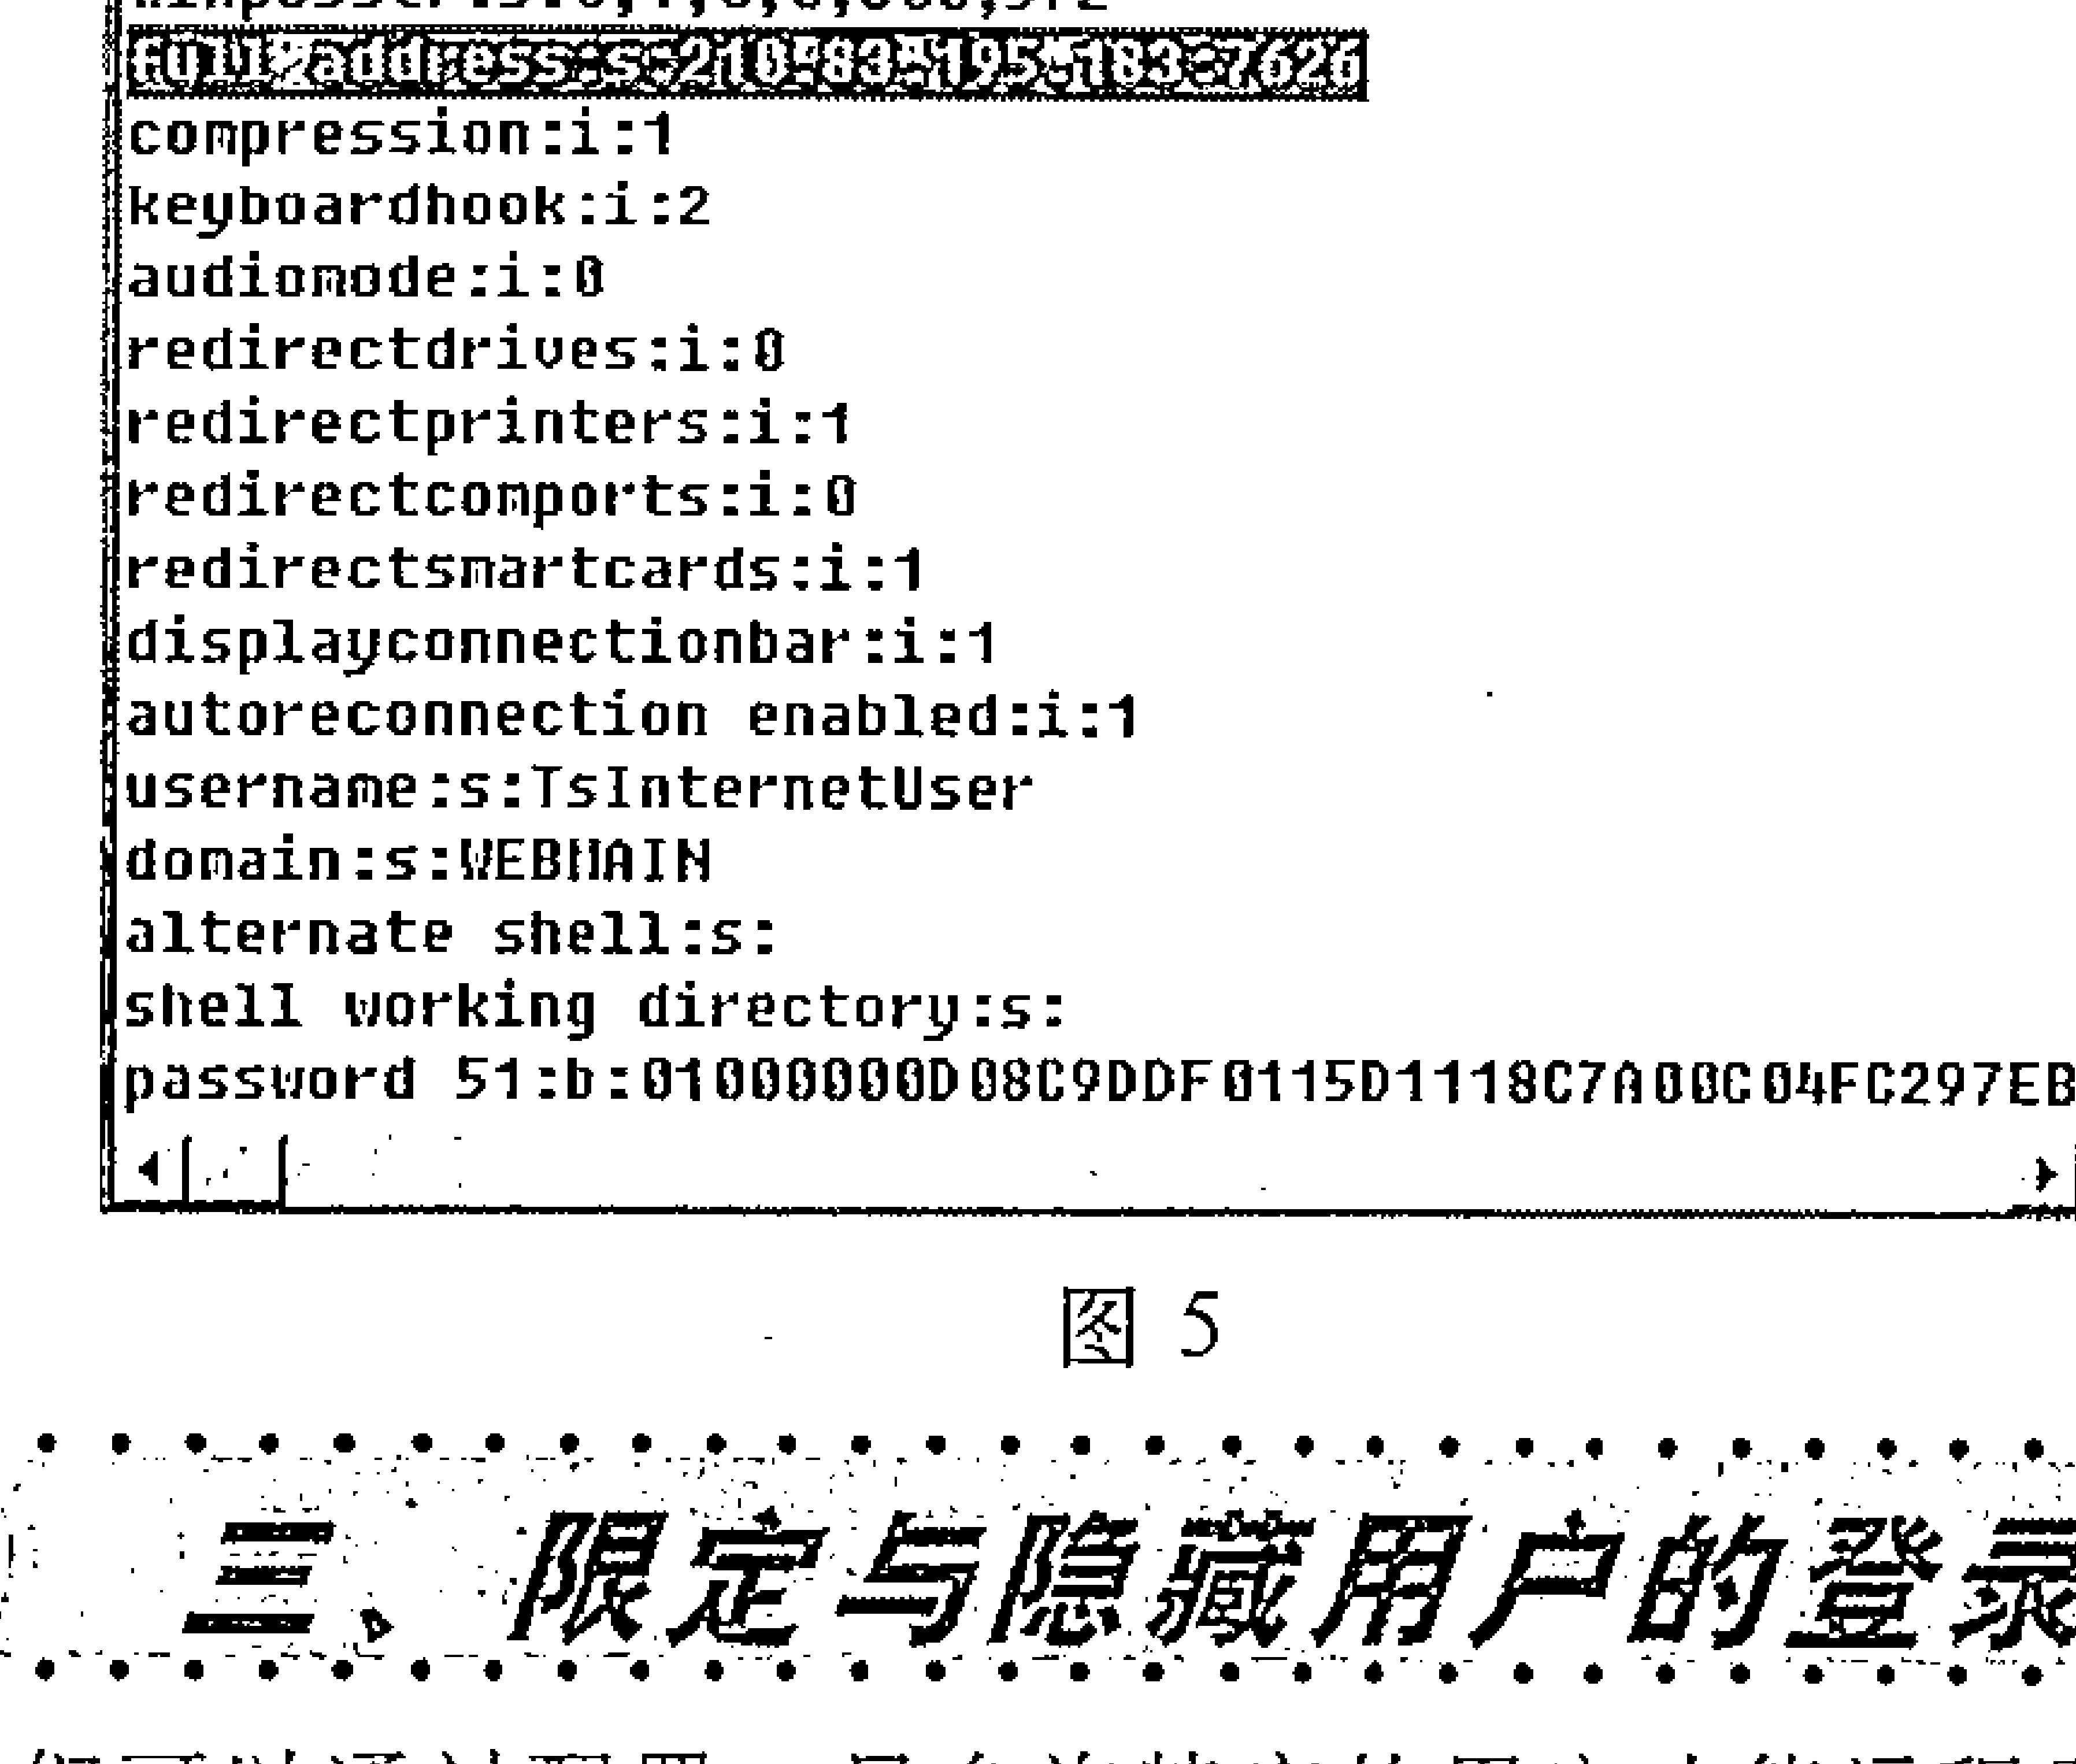 full address:s:210.83.195.183:7626
compression:i:1
keyboardhook:i:2
audiomode:i:0
redirectdrives:i:0
redirectprinters:i:1
redirectcomports:i:0
redirectsmartcards:i:1
displayconnectionbar:i:1
autoreconnection enabled:i:1
username:s:TsInternetUser
domain:s:WEBMAIN
alternate shell:s:
shell working directory:s:
password 51:b:01000000D08C9DDF0115D1118C7A00C04FC297EB
图 5
三、限定与隐藏用户的登录